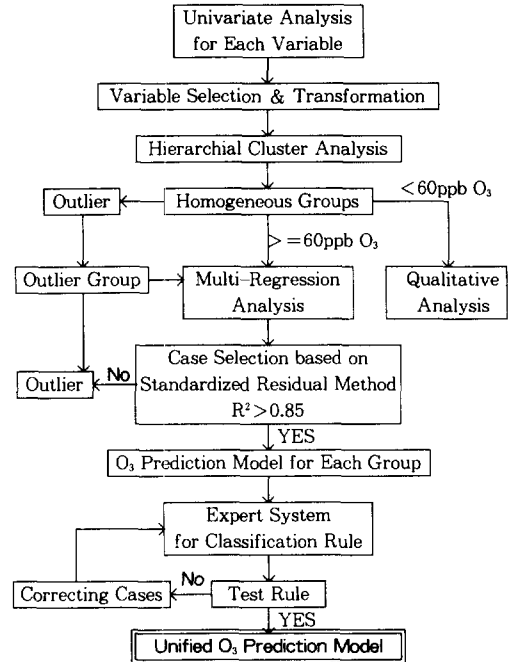 Univariate Analysis
for Each Variable
Variable Selection & Transformation
Hierarchial Cluster Analysis
<60ppb O₃
Outlier
Homogeneous Groups
>=60ppb O₃
Outlier Group
Multi-Regression
Analysis
Qualitative
Analysis
Case Selection based on
Standardized Residual Method
R²>0.85
No
Outlier
YES
O₃ Prediction Model for Each Group
Expert System
for Classification Rule
No
Correcting Cases
Test Rule
YES
Unified O₃ Prediction Model